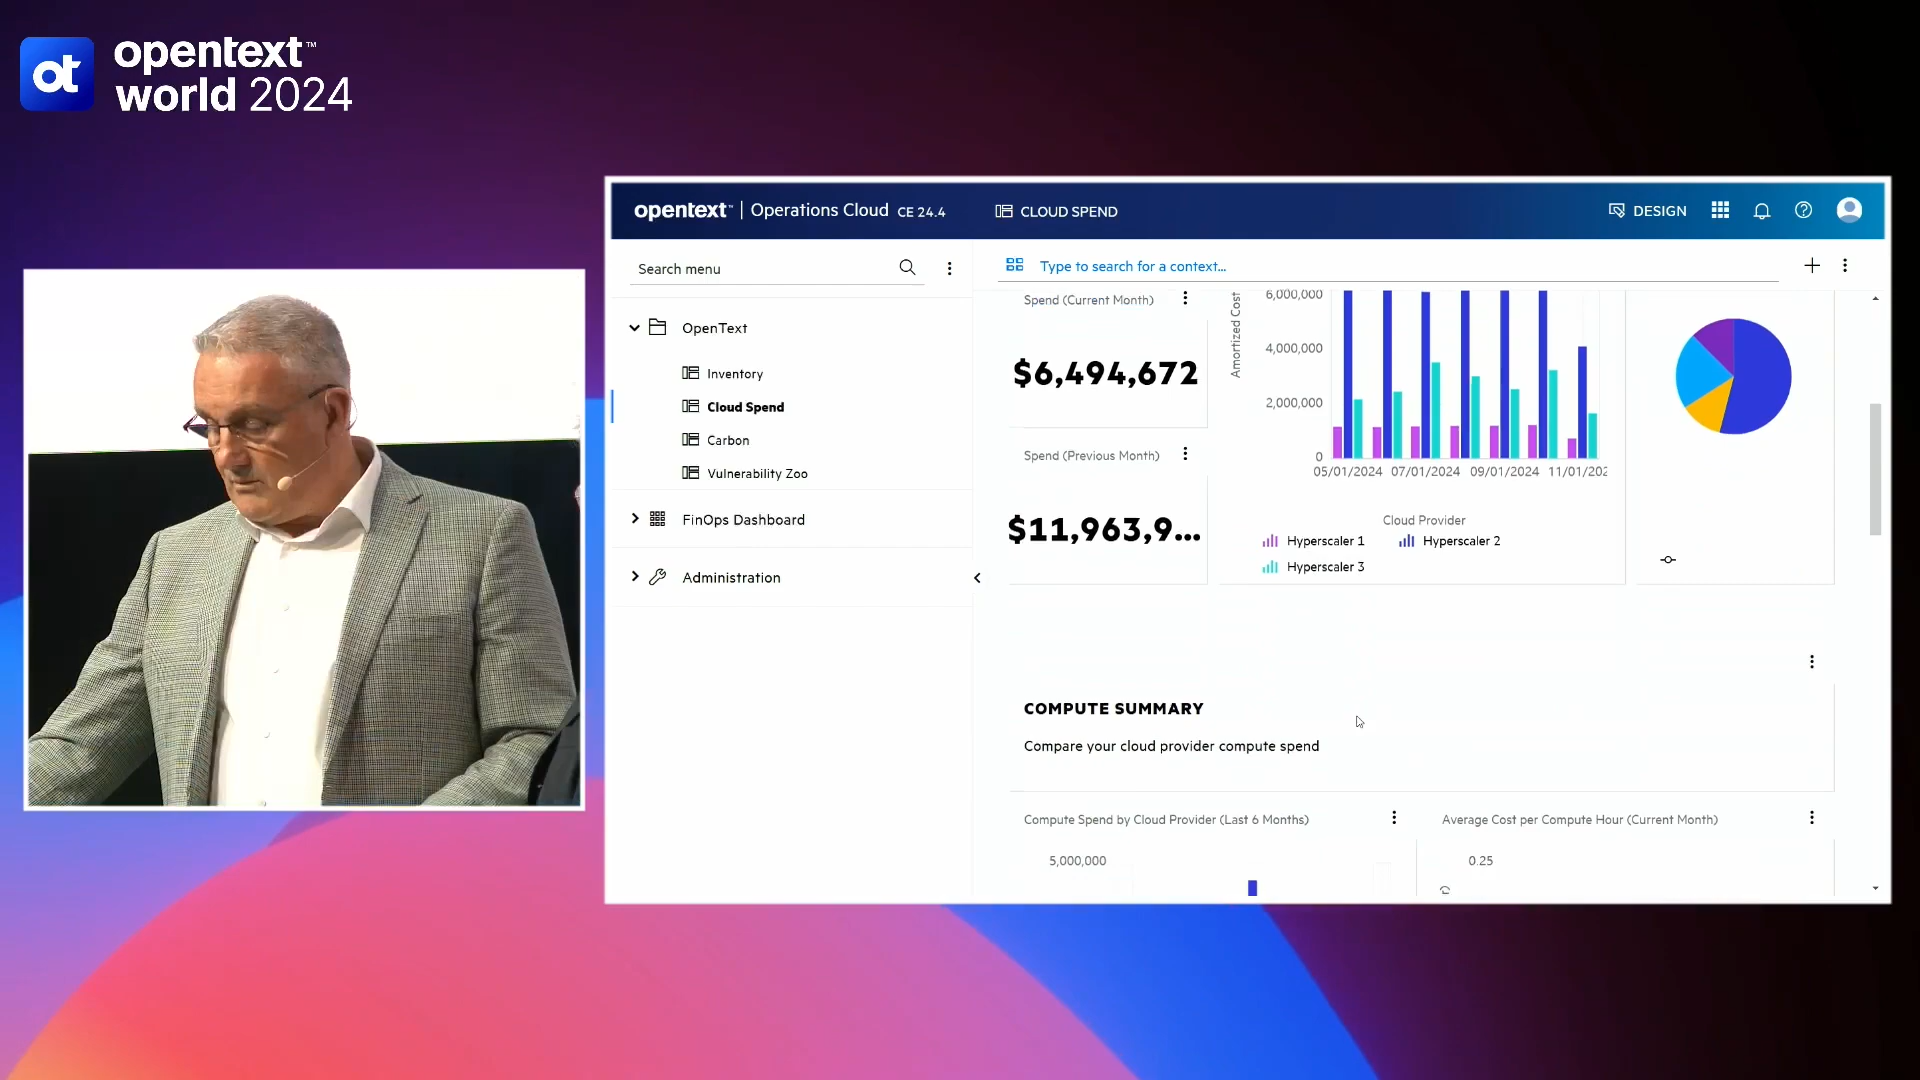 opentext™
world 2024
opentext™ | Operations Cloud CE 24.4
CLOUD SPEND
DESIGN
Search menu
Type to search for a context...
OpenText
Inventory
Cloud Spend
Carbon
Vulnerability Zoo
FinOps Dashboard
Administration
Spend (Current Month)
$6,494,672
Spend (Previous Month)
$11,963,9...
Amortized Cost
6,000,000
4,000,000
2,000,000
0
05/01/2024 07/01/2024 09/01/2024 11/01/202
Cloud Provider
Hyperscaler 1
Hyperscaler 2
Hyperscaler 3
COMPUTE SUMMARY
Compare your cloud provider compute spend
Compute Spend by Cloud Provider (Last 6 Months)
5,000,000
Average Cost per Compute Hour (Current Month)
0.25